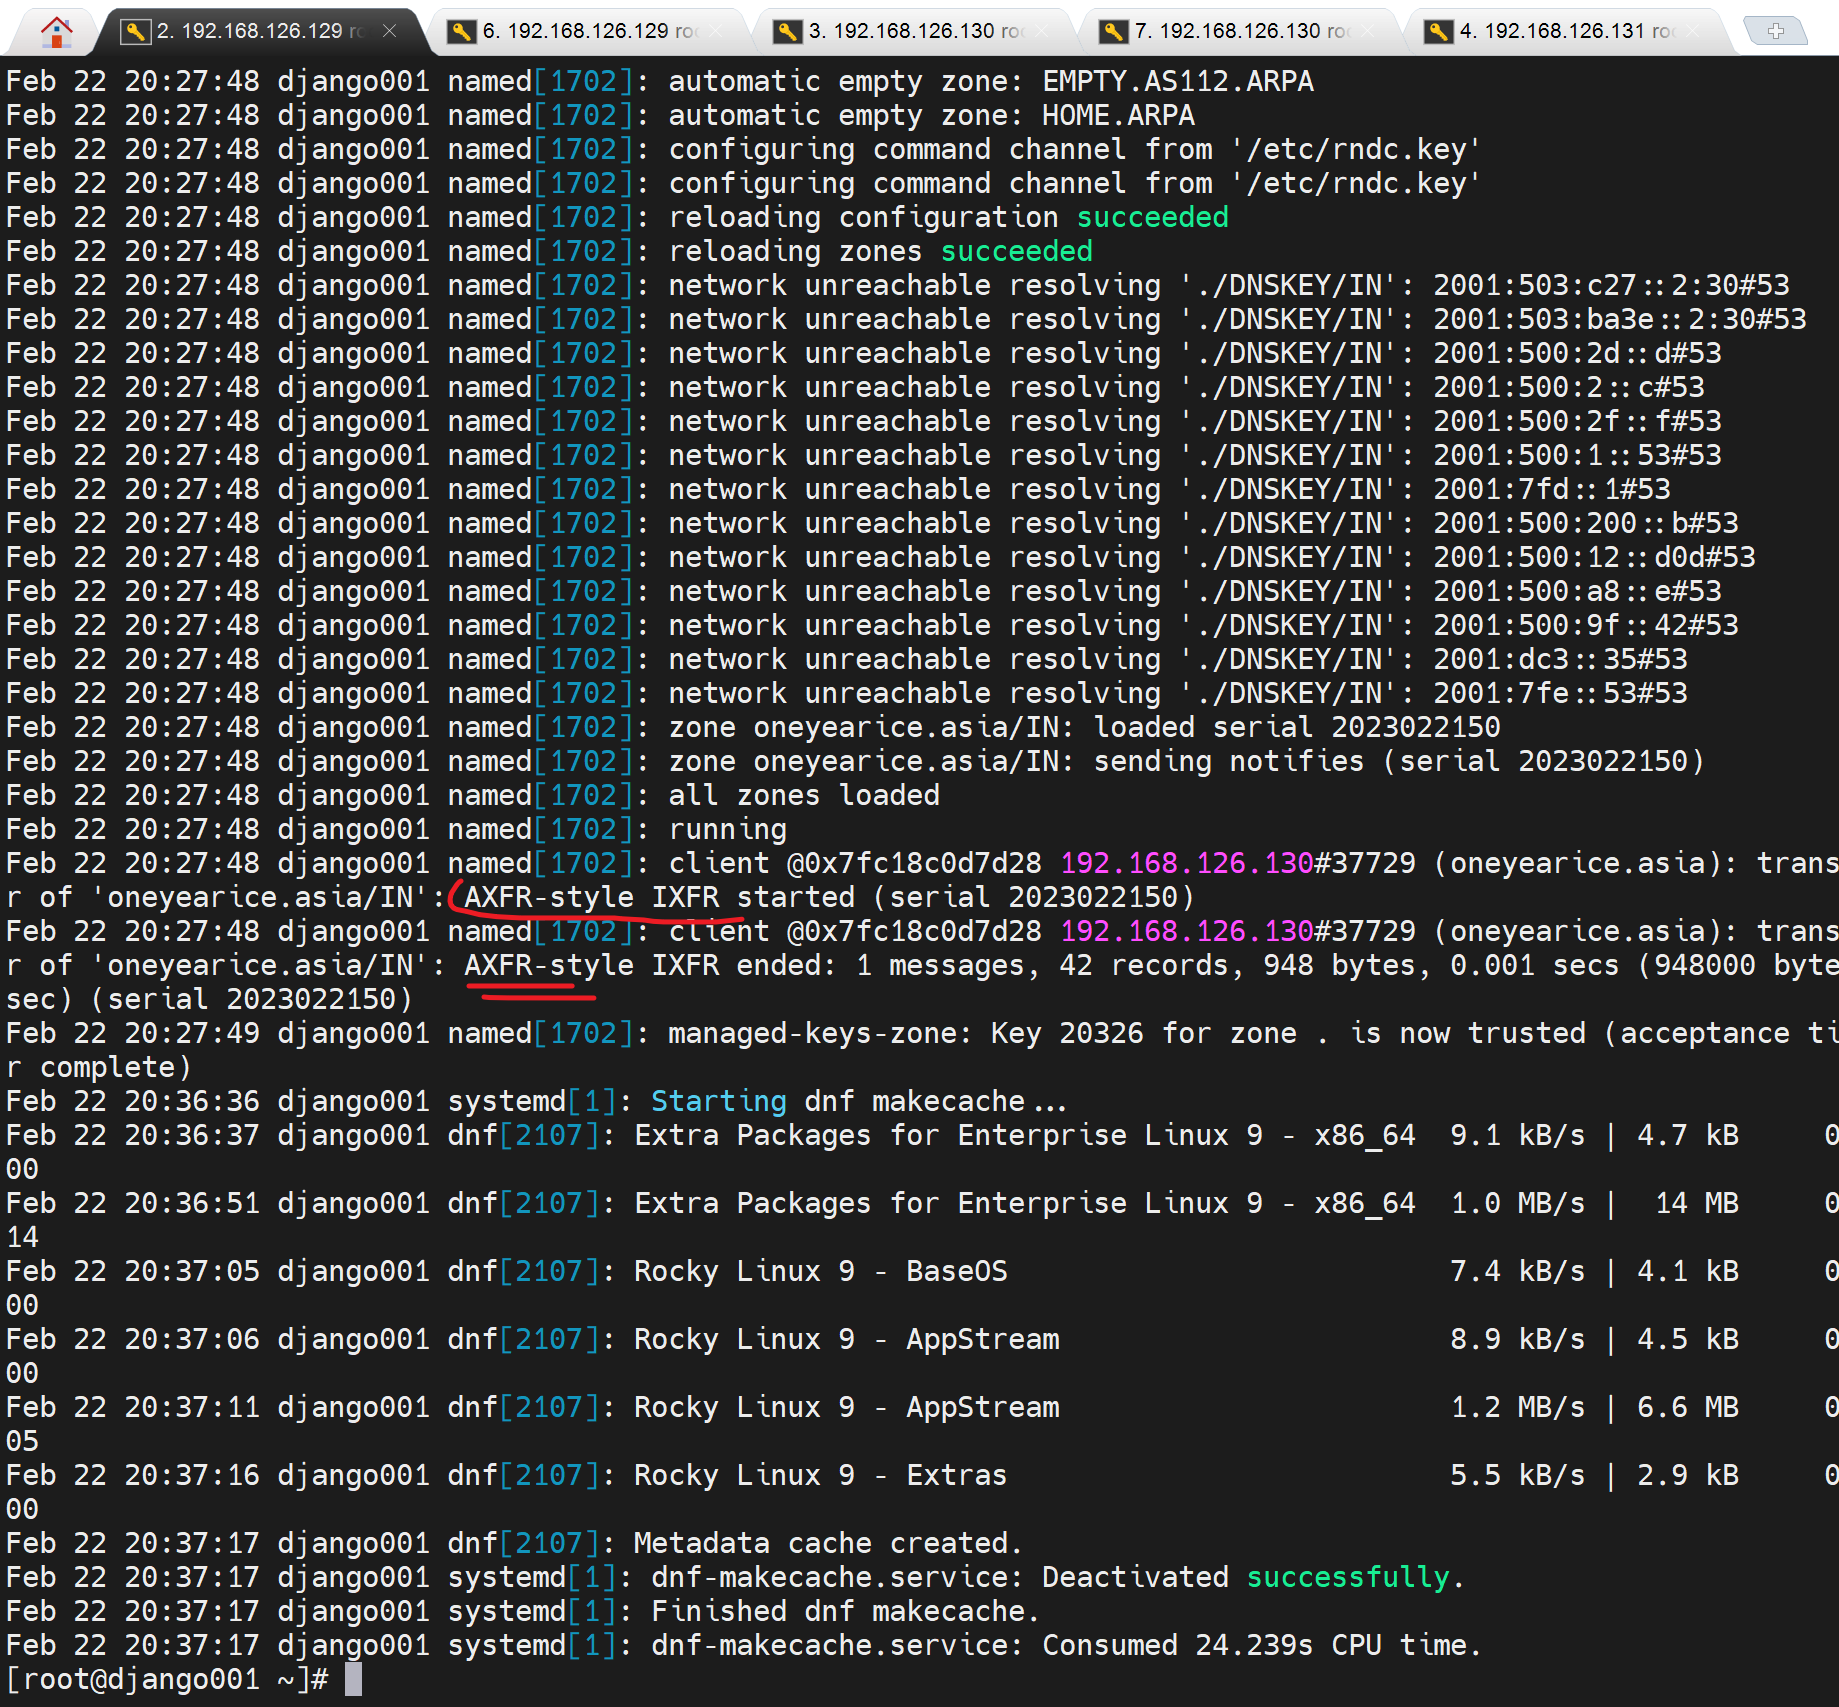 2. 192.168.126.129 ro
6. 192.168.126.129 roo
3. 192.168.126.130 roo
7. 192.168.126.130 roo
4. 192.168.126.131 roo
Feb 22 20:27:48 django001 named[1702]: automatic empty zone: EMPTY.AS112.ARPA
Feb 22 20:27:48 django001 named[1702]: automatic empty zone: HOME.ARPA
Feb 22 20:27:48 django001 named[1702]: configuring command channel from '/etc/rndc.key'
Feb 22 20:27:48 django001 named[1702]: configuring command channel from '/etc/rndc.key'
Feb 22 20:27:48 django001 named[1702]: reloading configuration succeeded
Feb 22 20:27:48 django001 named[1702]: reloading zones succeeded
Feb 22 20:27:48 django001 named[1702]: network unreachable resolving './DNSKEY/IN': 2001:503:c27::2:30#53
Feb 22 20:27:48 django001 named[1702]: network unreachable resolving './DNSKEY/IN': 2001:503:ba3e::2:30#53
Feb 22 20:27:48 django001 named[1702]: network unreachable resolving './DNSKEY/IN': 2001:500:2d::d#53
Feb 22 20:27:48 django001 named[1702]: network unreachable resolving './DNSKEY/IN': 2001:500:2::c#53
Feb 22 20:27:48 django001 named[1702]: network unreachable resolving './DNSKEY/IN': 2001:500:2f::f#53
Feb 22 20:27:48 django001 named[1702]: network unreachable resolving './DNSKEY/IN': 2001:500:1::53#53
Feb 22 20:27:48 django001 named[1702]: network unreachable resolving './DNSKEY/IN': 2001:7fd::1#53
Feb 22 20:27:48 django001 named[1702]: network unreachable resolving './DNSKEY/IN': 2001:500:200::b#53
Feb 22 20:27:48 django001 named[1702]: network unreachable resolving './DNSKEY/IN': 2001:500:12::d0d#53
Feb 22 20:27:48 django001 named[1702]: network unreachable resolving './DNSKEY/IN': 2001:500:a8::e#53
Feb 22 20:27:48 django001 named[1702]: network unreachable resolving './DNSKEY/IN': 2001:500:9f::42#53
Feb 22 20:27:48 django001 named[1702]: network unreachable resolving './DNSKEY/IN': 2001:dc3::35#53
Feb 22 20:27:48 django001 named[1702]: network unreachable resolving './DNSKEY/IN': 2001:7fe::53#53
Feb 22 20:27:48 django001 named[1702]: zone oneyearice.asia/IN: loaded serial 2023022150
Feb 22 20:27:48 django001 named[1702]: zone oneyearice.asia/IN: sending notifies (serial 2023022150)
Feb 22 20:27:48 django001 named[1702]: all zones loaded
Feb 22 20:27:48 django001 named[1702]: running
Feb 22 20:27:48 django001 named[1702]: client @0x7fc18c0d7d28 192.168.126.130#37729 (oneyearice.asia): trans
r of 'oneyearice.asia/IN': AXFR-style IXFR started (serial 2023022150)
Feb 22 20:27:48 django001 named[1702]: client @0x7fc18c0d7d28 192.168.126.130#37729 (oneyearice.asia): trans
r of 'oneyearice.asia/IN': AXFR-style IXFR ended: 1 messages, 42 records, 948 bytes, 0.001 secs (948000 byte
sec) (serial 2023022150)
Feb 22 20:27:49 django001 named[1702]: managed-keys-zone: Key 20326 for zone . is now trusted (acceptance ti
r complete)
Feb 22 20:36:36 django001 systemd[1]: Starting dnf makecache...
Feb 22 20:36:37 django001 dnf[2107]: Extra Packages for Enterprise Linux 9 - x86_64  9.1 kB/s | 4.7 kB     0
00
Feb 22 20:36:51 django001 dnf[2107]: Extra Packages for Enterprise Linux 9 - x86_64  1.0 MB/s |  14 MB     0
14
Feb 22 20:37:05 django001 dnf[2107]: Rocky Linux 9 - BaseOS                          7.4 kB/s | 4.1 kB     0
00
Feb 22 20:37:06 django001 dnf[2107]: Rocky Linux 9 - AppStream                       8.9 kB/s | 4.5 kB     0
00
Feb 22 20:37:11 django001 dnf[2107]: Rocky Linux 9 - AppStream                       1.2 MB/s | 6.6 MB     0
05
Feb 22 20:37:16 django001 dnf[2107]: Rocky Linux 9 - Extras                          5.5 kB/s | 2.9 kB     0
00
Feb 22 20:37:17 django001 dnf[2107]: Metadata cache created.
Feb 22 20:37:17 django001 systemd[1]: dnf-makecache.service: Deactivated successfully.
Feb 22 20:37:17 django001 systemd[1]: Finished dnf makecache.
Feb 22 20:37:17 django001 systemd[1]: dnf-makecache.service: Consumed 24.239s CPU time.
[root@django001 ~]#